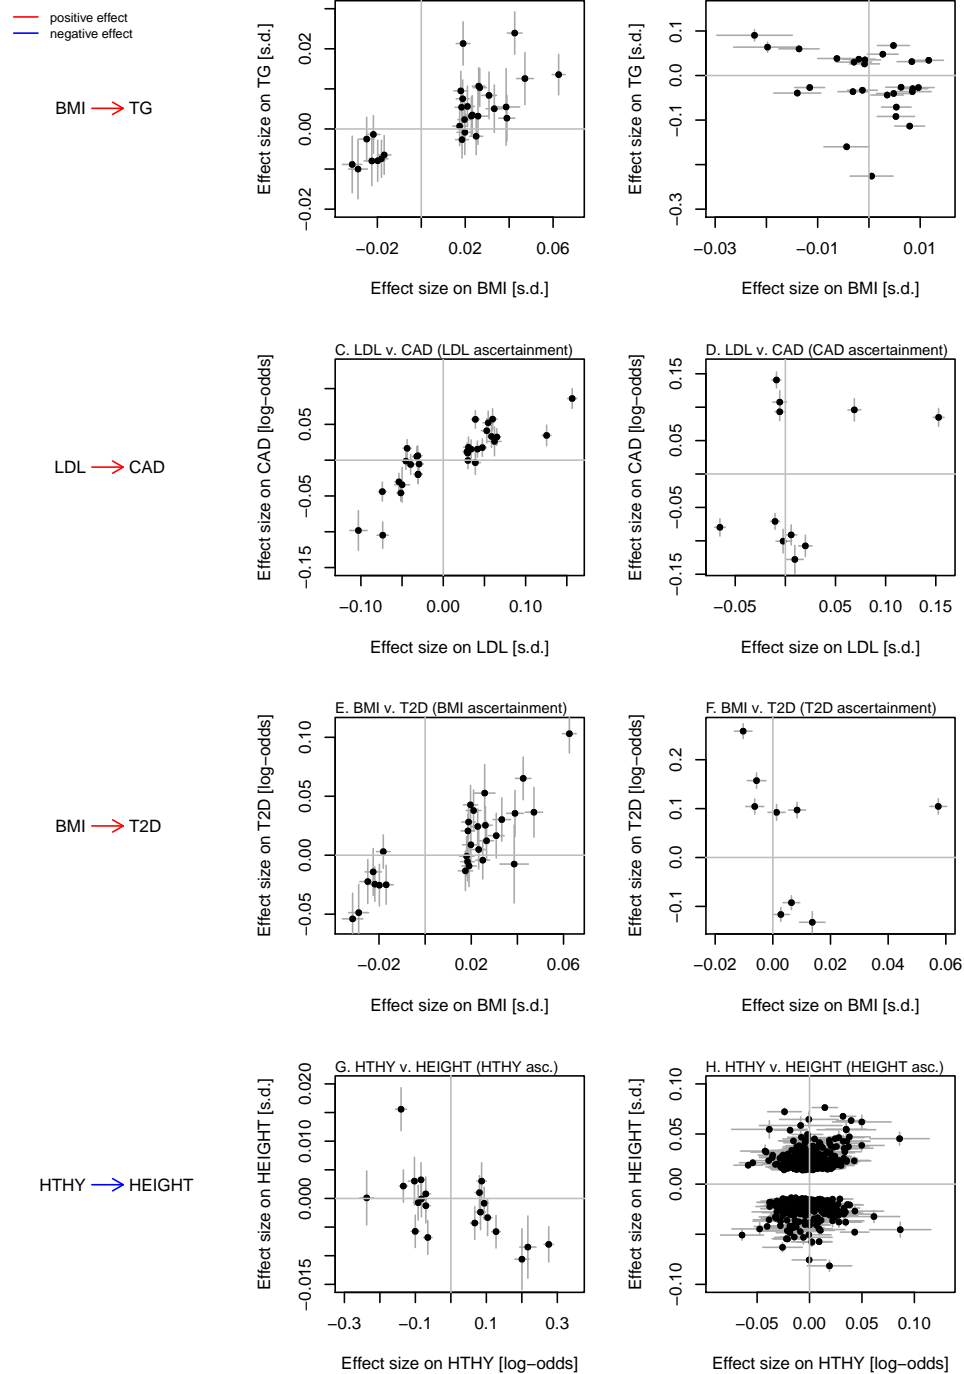 positive effect
negative effect
BMI → TG
Effect size on TG [s.d.]
0.02
0.00
−0.02
−0.02
0.02
0.06
Effect size on BMI [s.d.]
Effect size on TG [s.d.]
0.1
0.0
−0.1
−0.3
−0.03
−0.01
0.01
Effect size on BMI [s.d.]
LDL → CAD
C. LDL v. CAD (LDL ascertainment)
Effect size on CAD [log−odds]
0.05
−0.05
−0.15
−0.10
0.00
0.10
Effect size on LDL [s.d.]
D. LDL v. CAD (CAD ascertainment)
Effect size on CAD [log−odds]
0.15
0.05
−0.05
−0.15
−0.05
0.05
0.10
0.15
Effect size on LDL [s.d.]
BMI → T2D
E. BMI v. T2D (BMI ascertainment)
Effect size on T2D [log−odds]
0.10
0.05
0.00
−0.05
−0.02
0.02
0.06
Effect size on BMI [s.d.]
F. BMI v. T2D (T2D ascertainment)
Effect size on T2D [log−odds]
0.2
0.1
0.0
−0.1
−0.02
0.00
0.02
0.04
0.06
Effect size on BMI [s.d.]
HTHY → HEIGHT
G. HTHY v. HEIGHT (HTHY asc.)
Effect size on HEIGHT [s.d.]
0.020
0.010
0.000
−0.015
−0.3
−0.1
0.1
0.3
Effect size on HTHY [log−odds]
H. HTHY v. HEIGHT (HEIGHT asc.)
Effect size on HEIGHT [s.d.]
0.10
0.05
0.00
−0.10
−0.05
0.00
0.05
0.10
Effect size on HTHY [log−odds]